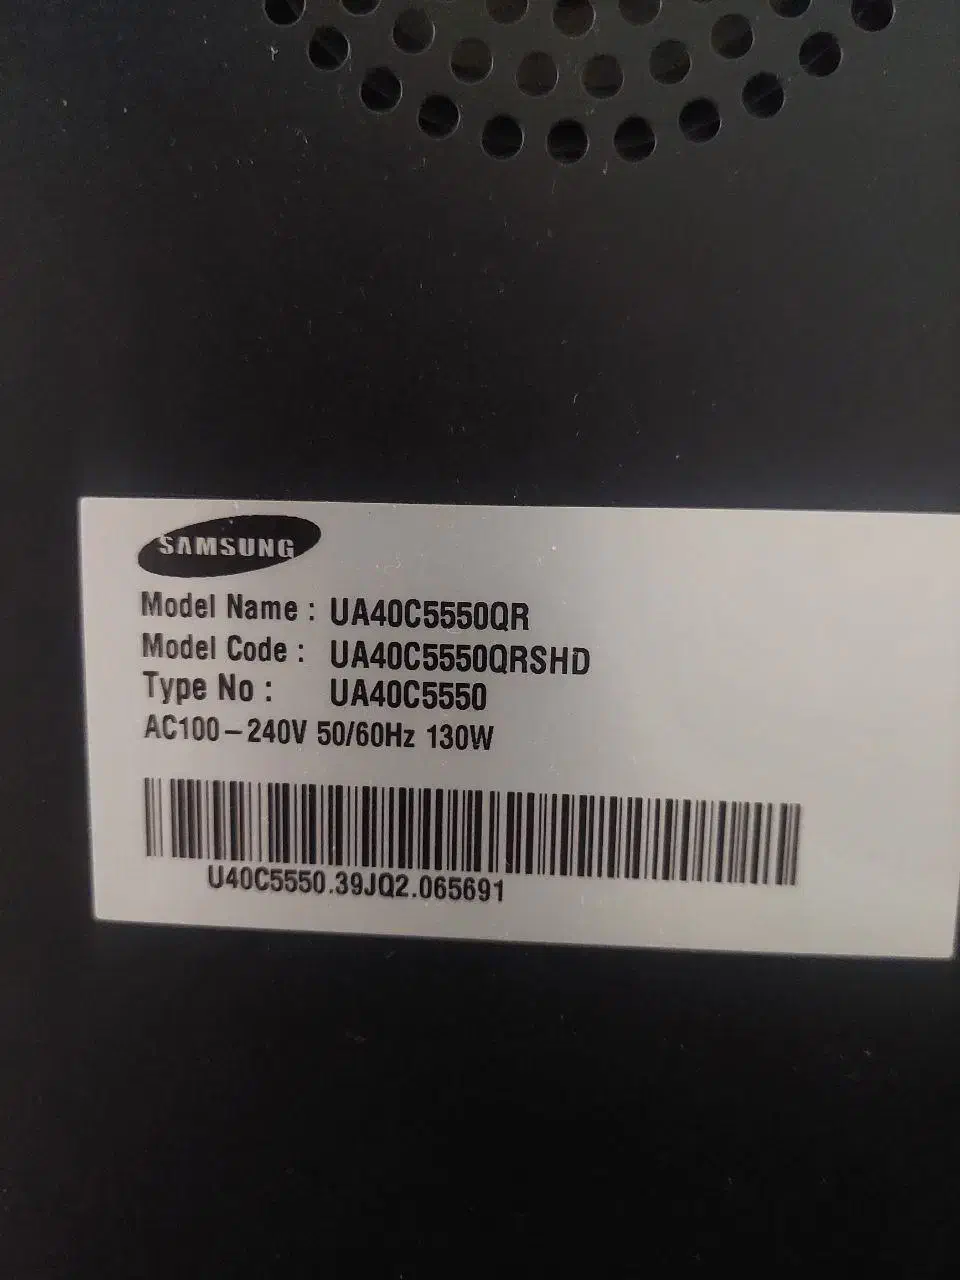 SAMSUNG
Model Name : UA40C5550QR
Model Code : UA40C5550QRSHD
Type No : UA40C5550
AC100-240V 50/60Hz 130W
U40C5550.39JQ2.065691